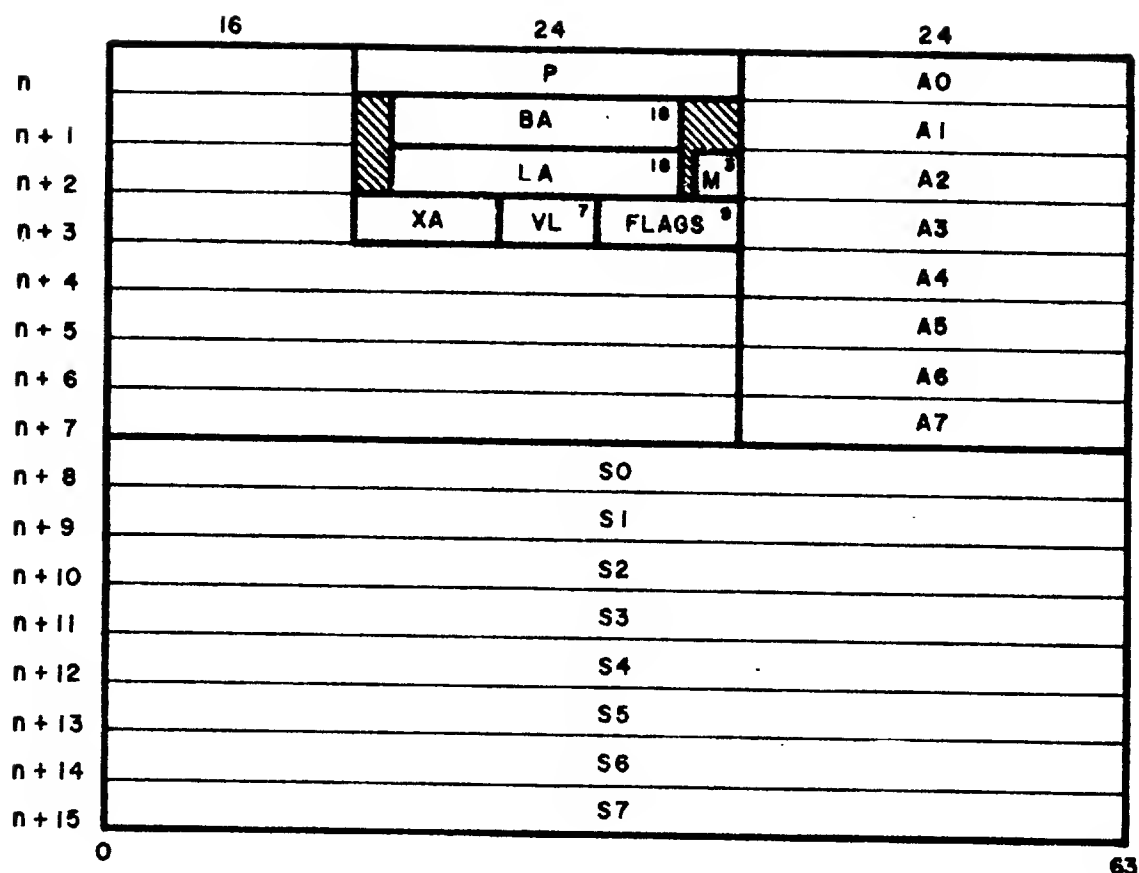 16 24 24
n P A0
n + 1 BA 18 A1
n + 2 LA 18 M 3 A2
n + 3 XA VL 7 FLAGS 9 A3
n + 4 A4
n + 5 A5
n + 6 A6
n + 7 A7
n + 8 S0
n + 9 S1
n + 10 S2
n + 11 S3
n + 12 S4
n + 13 S5
n + 14 S6
n + 15 S7
0 63